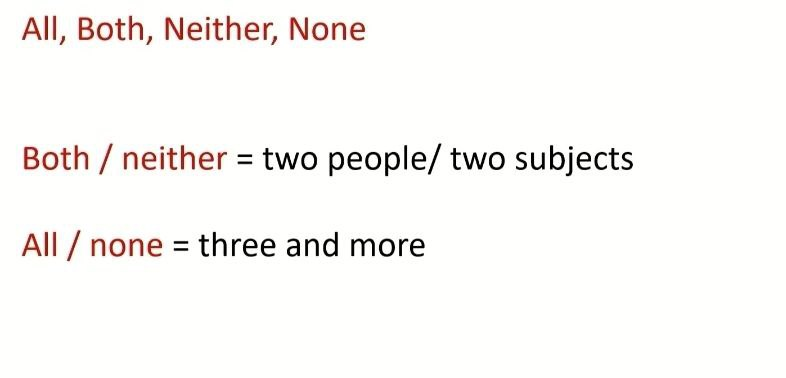 All, Both, Neither, None
Both / neither = two people/ two subjects
All / none = three and more